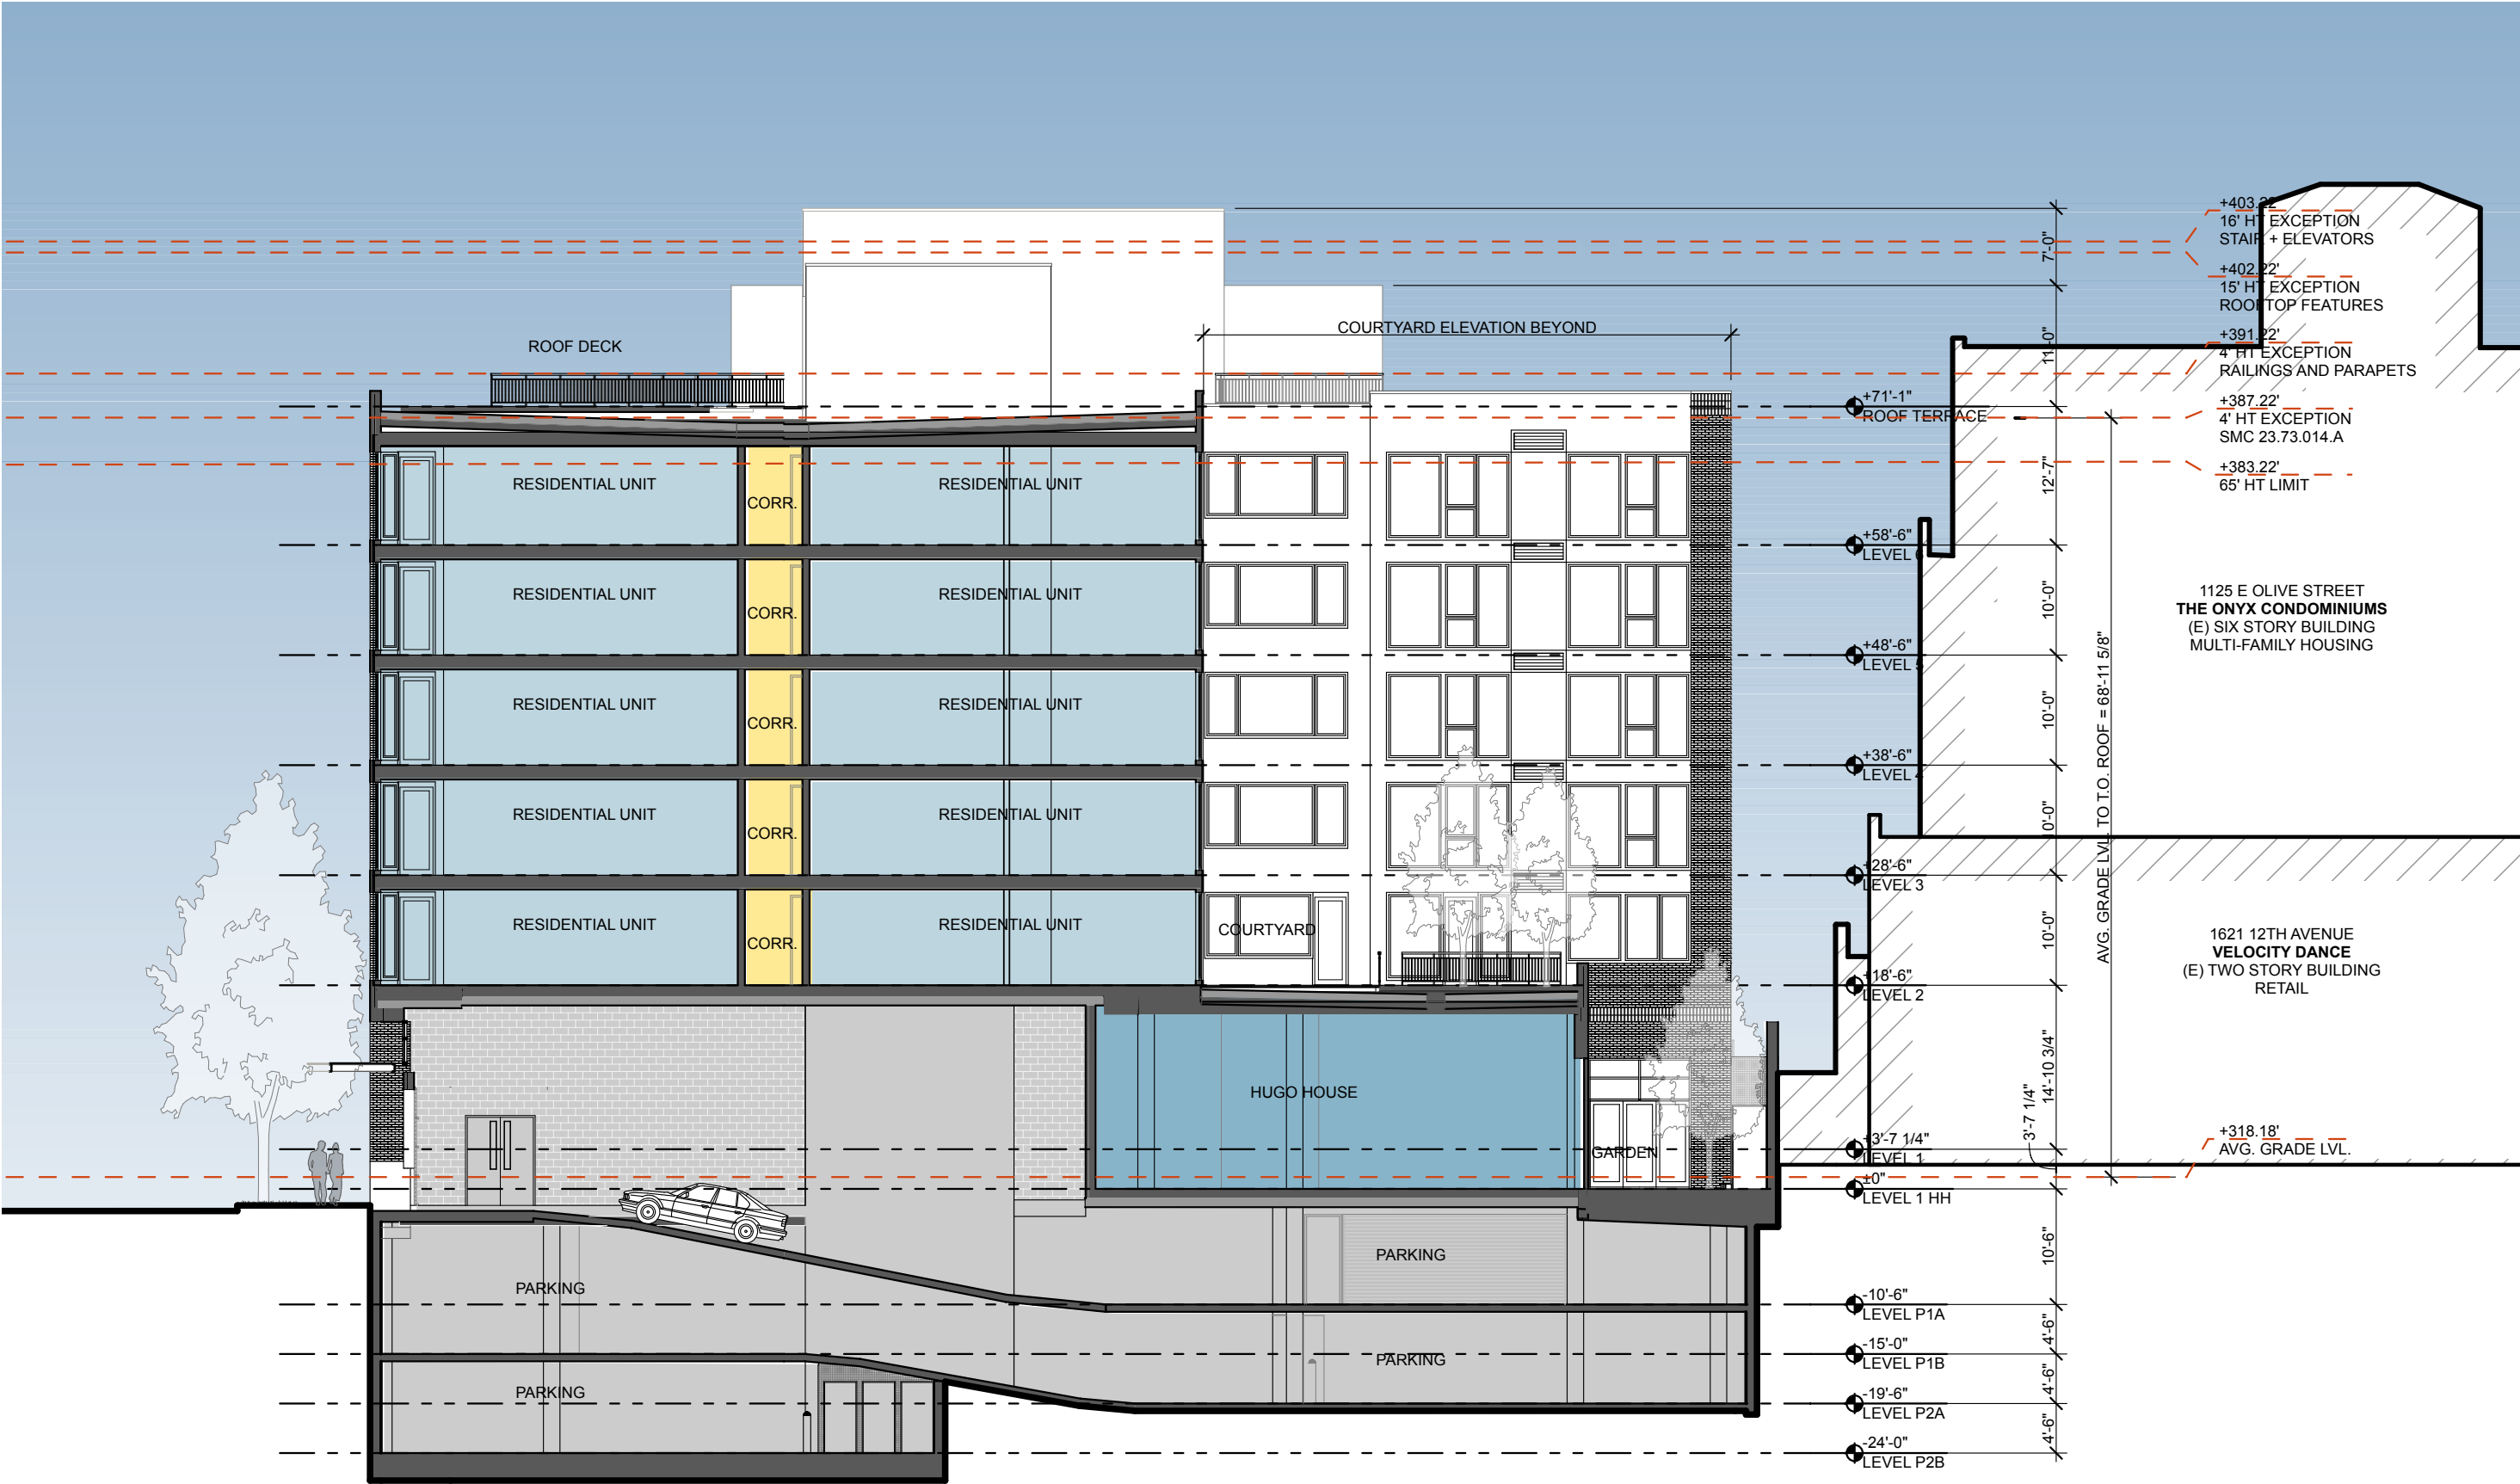 +403.22'
16' HT EXCEPTION
STAIR + ELEVATORS
7'-0"
+402.22'
15' HT EXCEPTION
ROOFTOP FEATURES
COURTYARD ELEVATION BEYOND
ROOF DECK
11'-0"
+391.22'
4' HT EXCEPTION
RAILINGS AND PARAPETS
+71'-1"
ROOF TERRACE
+387.22'
4' HT EXCEPTION
SMC 23.73.014.A
12'-7"
+383.22'
65' HT LIMIT
RESIDENTIAL UNIT
CORR.
RESIDENTIAL UNIT
+58'-6"
LEVEL 6
10'-0"
RESIDENTIAL UNIT
CORR.
RESIDENTIAL UNIT
1125 E OLIVE STREET
THE ONYX CONDOMINIUMS
(E) SIX STORY BUILDING
MULTI-FAMILY HOUSING
+48'-6"
LEVEL 5
10'-0"
AVG. GRADE LVL. TO T.O. ROOF = 68'-11 5/8"
RESIDENTIAL UNIT
CORR.
RESIDENTIAL UNIT
+38'-6"
LEVEL 4
10'-0"
RESIDENTIAL UNIT
CORR.
RESIDENTIAL UNIT
+28'-6"
LEVEL 3
10'-0"
RESIDENTIAL UNIT
CORR.
RESIDENTIAL UNIT
COURTYARD
1621 12TH AVENUE
VELOCITY DANCE
(E) TWO STORY BUILDING
RETAIL
+18'-6"
LEVEL 2
14'-10 3/4"
HUGO HOUSE
GARDEN
3'-7 1/4"
+3'-7 1/4"
LEVEL 1
+318.18'
AVG. GRADE LVL.
±0"
LEVEL 1 HH
10'-6"
PARKING
PARKING
-10'-6"
LEVEL P1A
4'-6"
-15'-0"
LEVEL P1B
PARKING
PARKING
4'-6"
-19'-6"
LEVEL P2A
4'-6"
-24'-0"
LEVEL P2B